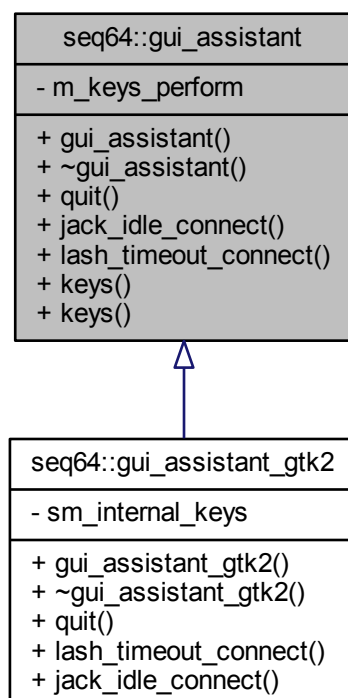 seq64::gui_assistant
- m_keys_perform
+ gui_assistant()
+ ~gui_assistant()
+ quit()
+ jack_idle_connect()
+ lash_timeout_connect()
+ keys()
+ keys()
seq64::gui_assistant_gtk2
- sm_internal_keys
+ gui_assistant_gtk2()
+ ~gui_assistant_gtk2()
+ quit()
+ lash_timeout_connect()
+ jack_idle_connect()